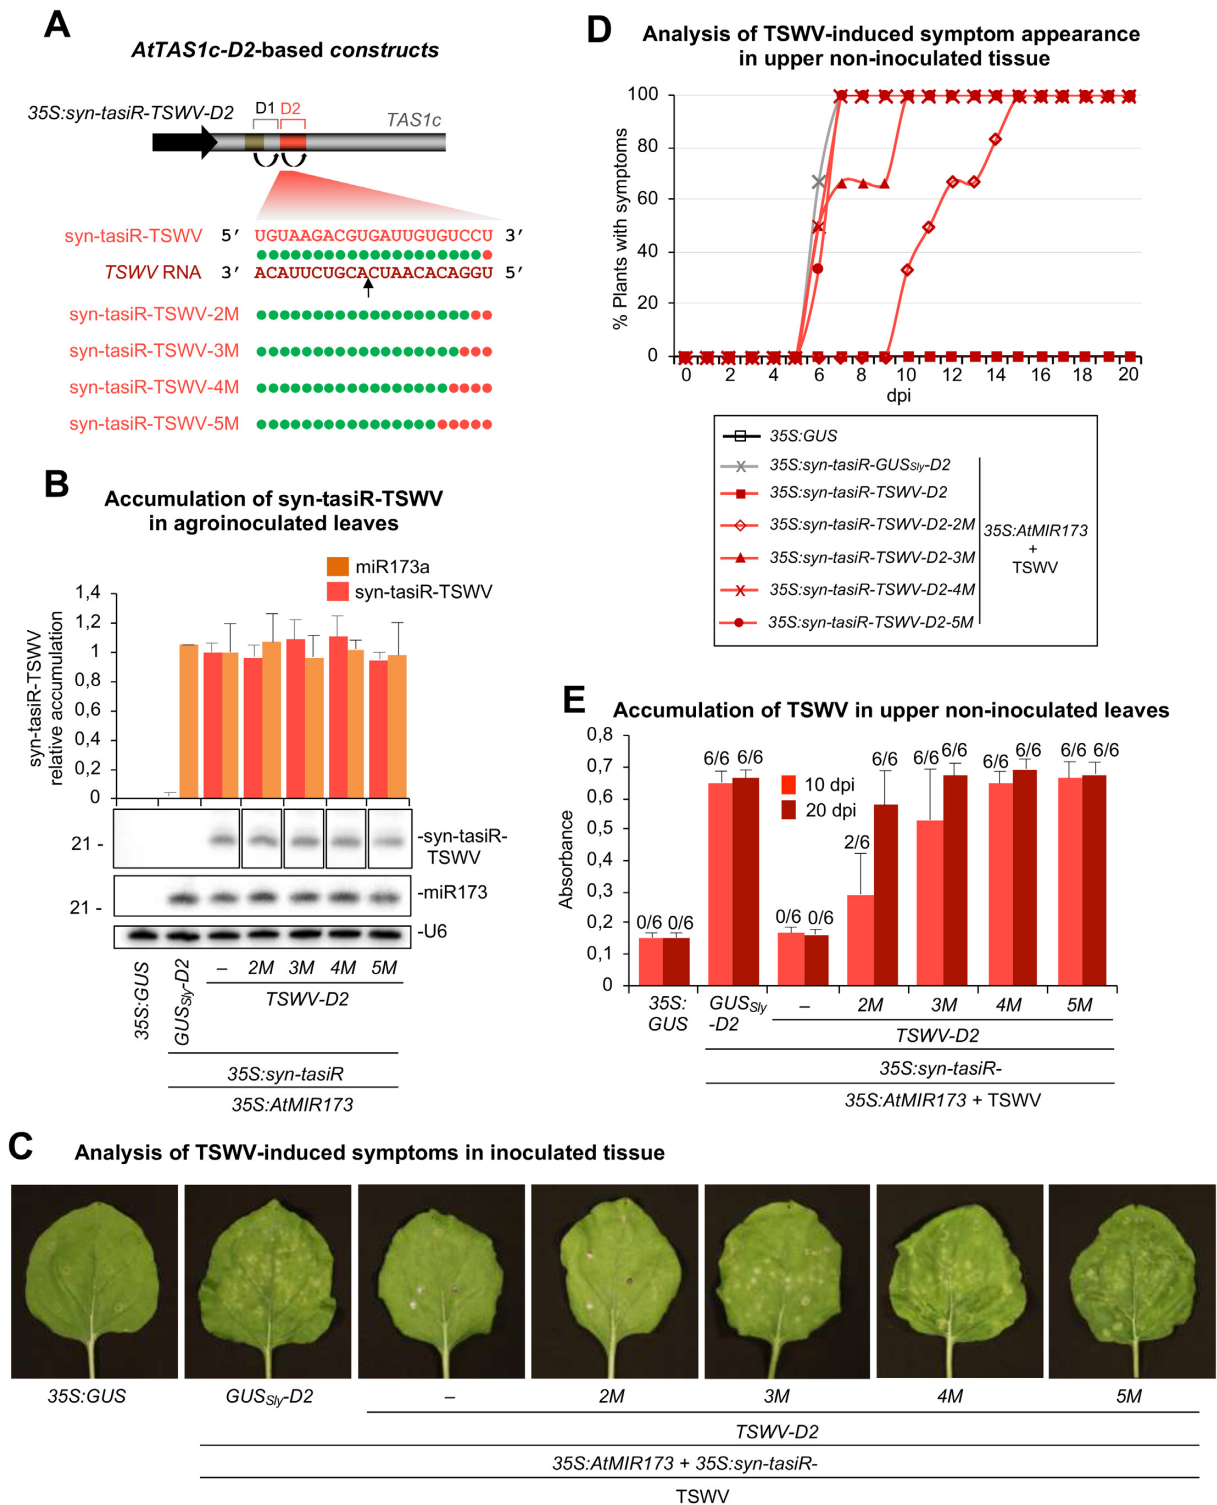 A
AtTAS1c-D2-based constructs
35S:syn-tasiR-TSWV-D2
D1 D2
TAS1c
syn-tasiR-TSWV 5′ UGUAAGACGUGAUUGUGUCCU 3′
TSWV RNA 3′ ACAUUCUGCACUAACACAGGU 5′
syn-tasiR-TSWV-2M
syn-tasiR-TSWV-3M
syn-tasiR-TSWV-4M
syn-tasiR-TSWV-5M
B
Accumulation of syn-tasiR-TSWV
in agroinoculated leaves
miR173a
syn-tasiR-TSWV
syn-tasiR-TSWV
relative accumulation
1,4
1,2
1
0,8
0,6
0,4
0,2
0
21 -
-syn-tasiR-
TSWV
-miR173
21 -
-U6
35S:GUS
GUSSly-D2
– 2M 3M 4M 5M
TSWV-D2
35S:syn-tasiR
35S:AtMIR173
D
Analysis of TSWV-induced symptom appearance
in upper non-inoculated tissue
% Plants with symptoms
100
80
60
40
20
0
0 2 4 6 8 10 12 14 16 18 20
dpi
35S:GUS
35S:syn-tasiR-GUSSly-D2
35S:syn-tasiR-TSWV-D2
35S:syn-tasiR-TSWV-D2-2M
35S:syn-tasiR-TSWV-D2-3M
35S:syn-tasiR-TSWV-D2-4M
35S:syn-tasiR-TSWV-D2-5M
35S:AtMIR173
+
TSWV
E
Accumulation of TSWV in upper non-inoculated leaves
Absorbance
0,8
0,7
0,6
0,5
0,4
0,3
0,2
0,1
0
10 dpi
20 dpi
0/6 0/6 6/6 6/6 0/6 0/6 2/6 6/6 6/6 6/6 6/6 6/6 6/6 6/6
35S:
GUS
GUSSly
-D2
– 2M 3M 4M 5M
TSWV-D2
35S:syn-tasiR-
35S:AtMIR173 + TSWV
C
Analysis of TSWV-induced symptoms in inoculated tissue
35S:GUS GUSSly-D2 – 2M 3M 4M 5M
TSWV-D2
35S:AtMIR173 + 35S:syn-tasiR-
TSWV